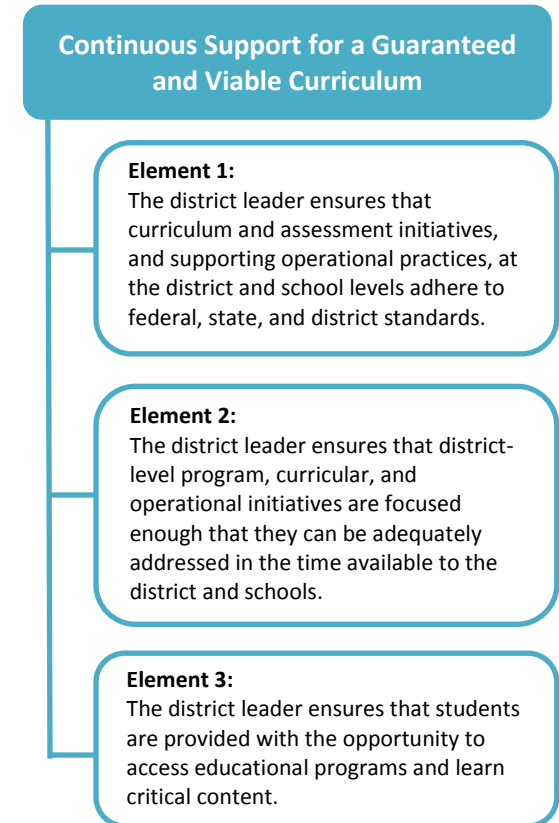 Continuous Support for a Guaranteed
and Viable Curriculum
Element 1:
The district leader ensures that
curriculum and assessment initiatives,
and supporting operational practices, at
the district and school levels adhere to
federal, state, and district standards.
Element 2:
The district leader ensures that district-
level program, curricular, and
operational initiatives are focused
enough that they can be adequately
addressed in the time available to the
district and schools.
Element 3:
The district leader ensures that students
are provided with the opportunity to
access educational programs and learn
critical content.